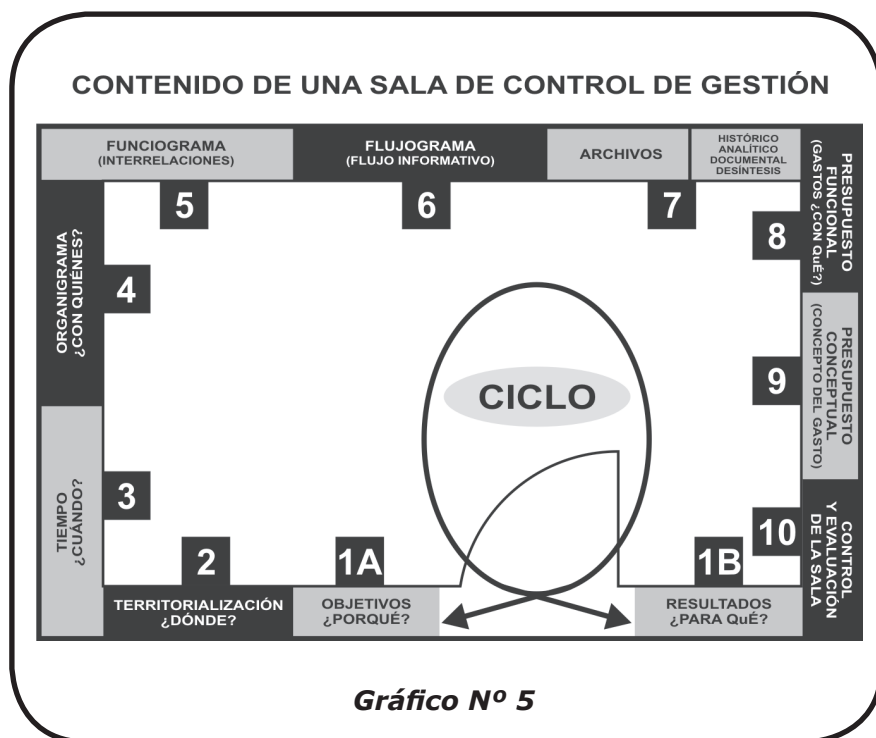 CONTENIDO DE UNA SALA DE CONTROL DE GESTIÓN
FUNCIOGRAMA
(INTERRELACIONES)
FLUJOGRAMA
(FLUJO INFORMATIVO)
ARCHIVOS
HISTÓRICO
ANALÍTICO
DOCUMENTAL
DESÍNTESIS
5
6
7
8
PRESUPUESTO
FUNCIONAL
(GASTOS ¿CON QuÉ?)
4
ORGANIGRAMA
¿CON QUIÉNES?
CICLO
9
PRESUPUESTO
CONCEPTUAL
(CONCEPTO DEL GASTO)
3
TIEMPO
¿CUÁNDO?
2
1A
1B
10
CONTROL
Y EVALUACIÓN
DE LA SALA
TERRITORIALIZACIÓN
¿DÓNDE?
OBJETIVOS
¿PORQUÉ?
RESULTADOS
¿PARA QuÉ?
Gráfico Nº 5